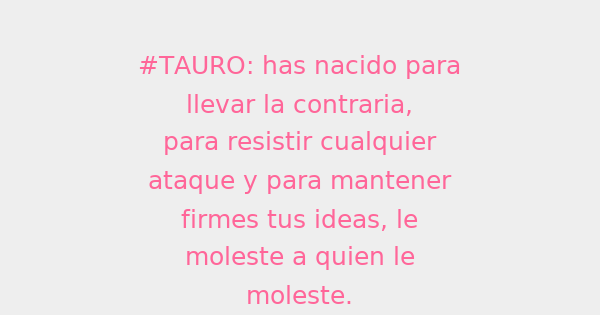 #TAURO: has nacido para
llevar la contraria,
para resistir cualquier
ataque y para mantener
firmes tus ideas, le
moleste a quien le
moleste.